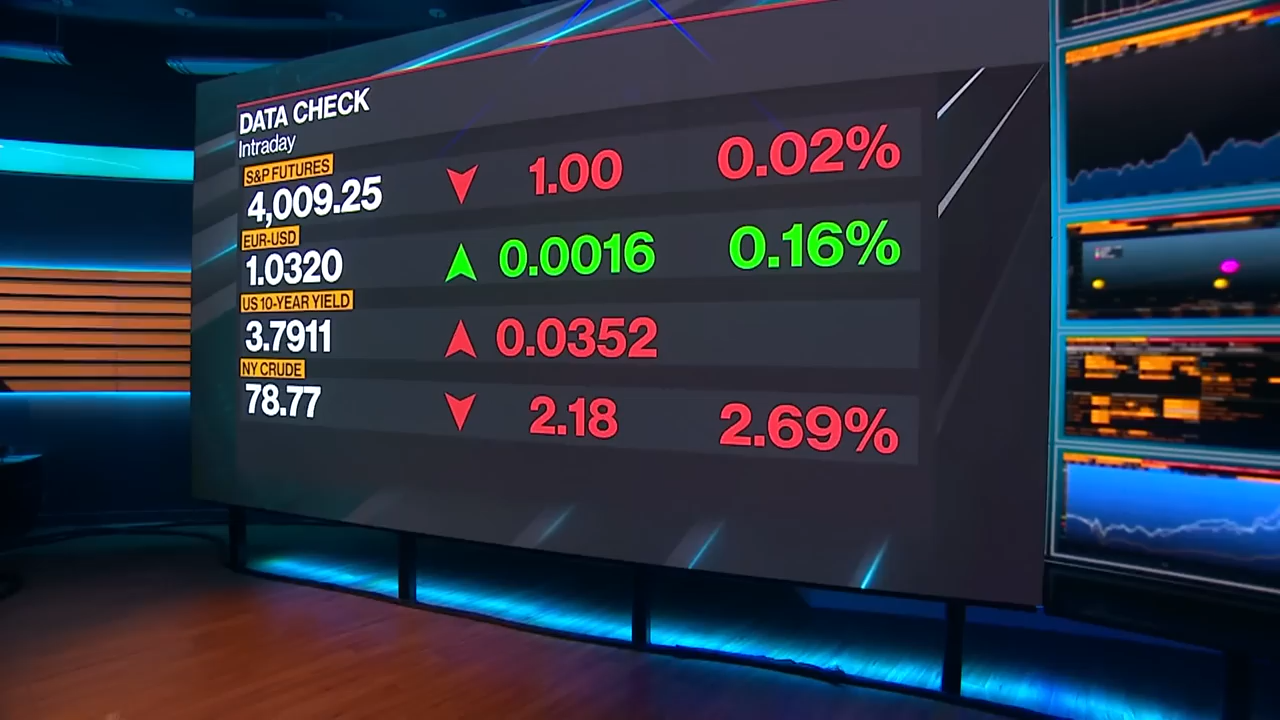 DATA CHECK
Intraday
S&P FUTURES
4,009.25 ▼ 1.00 0.02%
EUR-USD
1.0320 ▲ 0.0016 0.16%
US 10-YEAR YIELD
3.7911 ▲ 0.0352
NY CRUDE
78.77 ▼ 2.18 2.69%